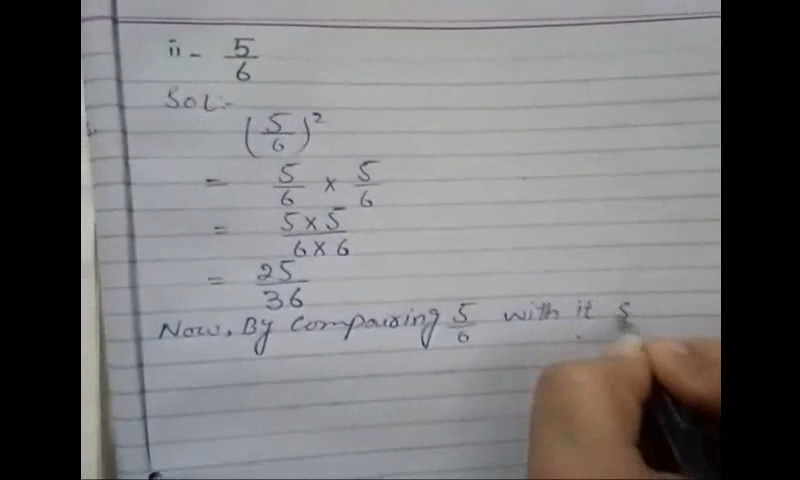 ii - 5/6
Sol:-
(5/6)²
= 5/6 × 5/6
= 5×5/6×6
= 25/36
Now, By Compairing 5/6 with it s